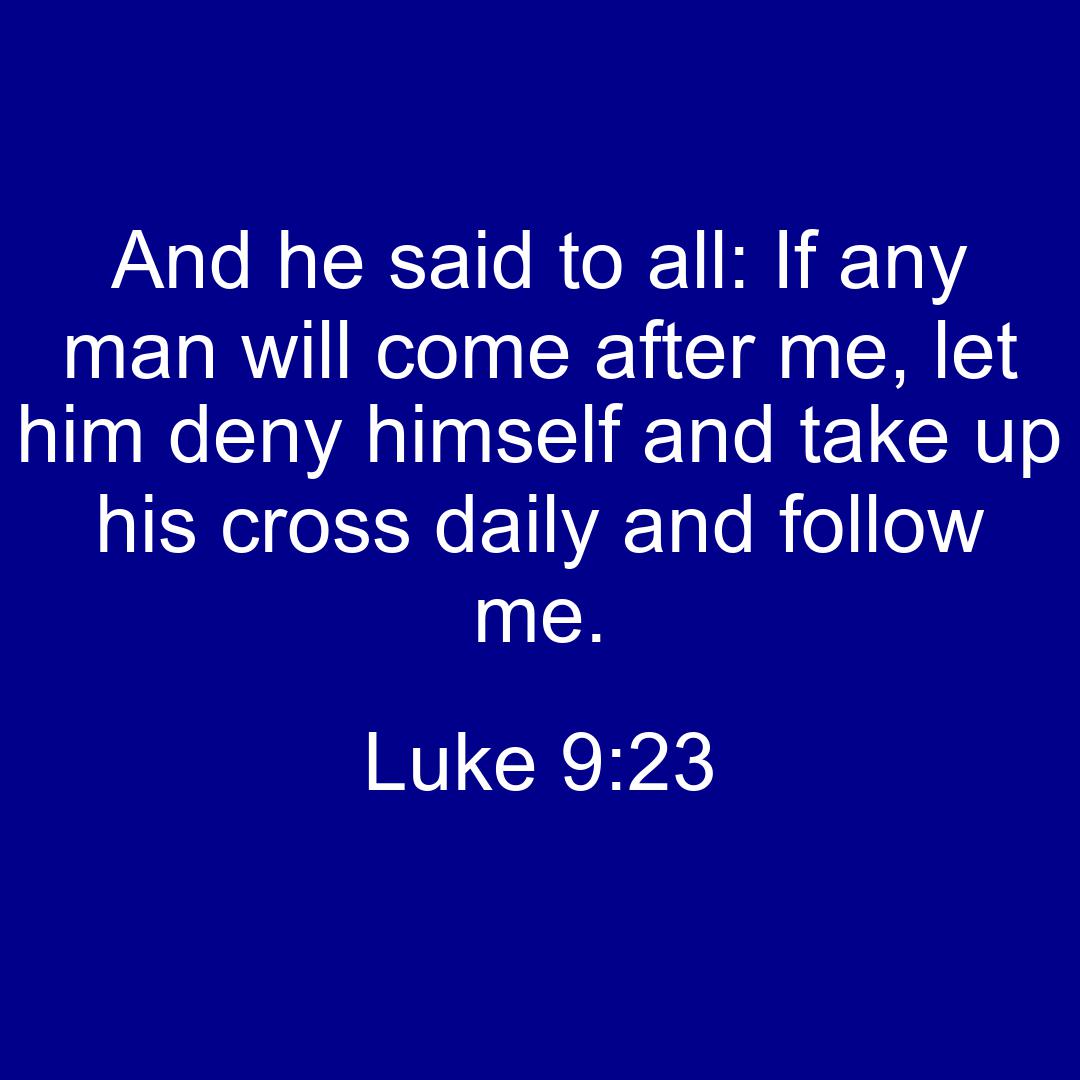 And he said to all: If any
man will come after me, let
him deny himself and take up
his cross daily and follow
me.
Luke 9:23